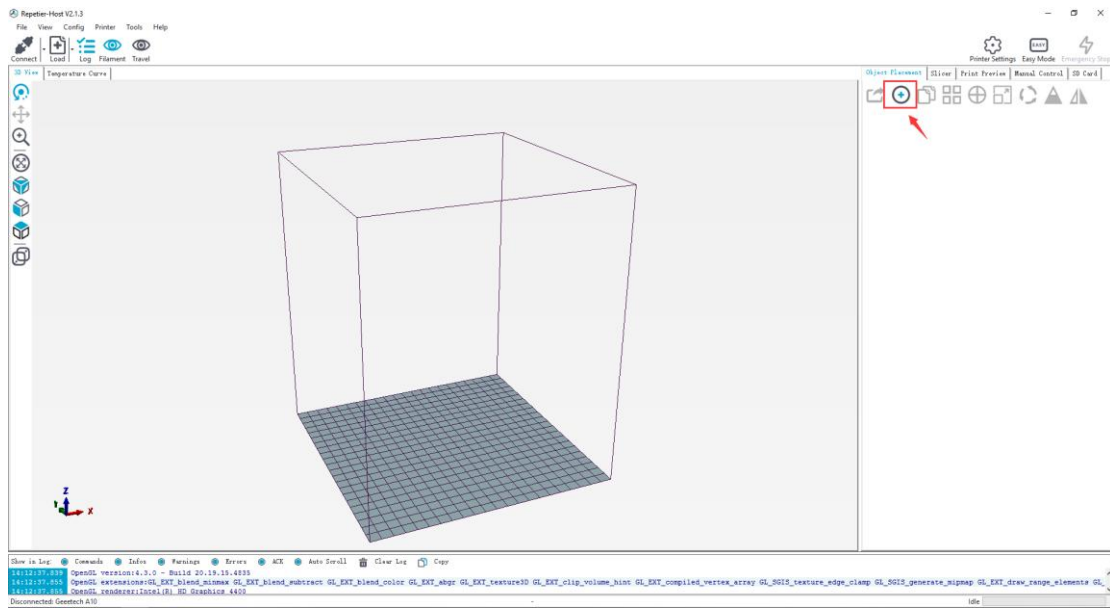 Repetier-Host V2.1.3
File View Config Printer Tools Help
Connect Load Log Filament Travel
Printer Settings Easy Mode Emergency Stop
EASY
3D View Temperature Curve
Object Placement Slicer Print Preview Manual Control SD Card
Z
Y
X
Show in Log: Commands Infos Warnings Errors ACK Auto Scroll Clear Log Copy
14:12:37.839 OpenGL version:4.3.0 - Build 20.19.15.4835
14:12:37.855 OpenGL extensions:GL_EXT_blend_minmax GL_EXT_blend_subtract GL_EXT_blend_color GL_EXT_abgr GL_EXT_texture3D GL_EXT_clip_volume_hint GL_EXT_compiled_vertex_array GL_SGIS_texture_edge_clamp GL_SGIS_generate_mipmap GL_EXT_draw_range_elements GL_
14:12:37.855 OpenGL renderer:Intel(R) HD Graphics 4400
Disconnected: Geeetech A10
-
Idle